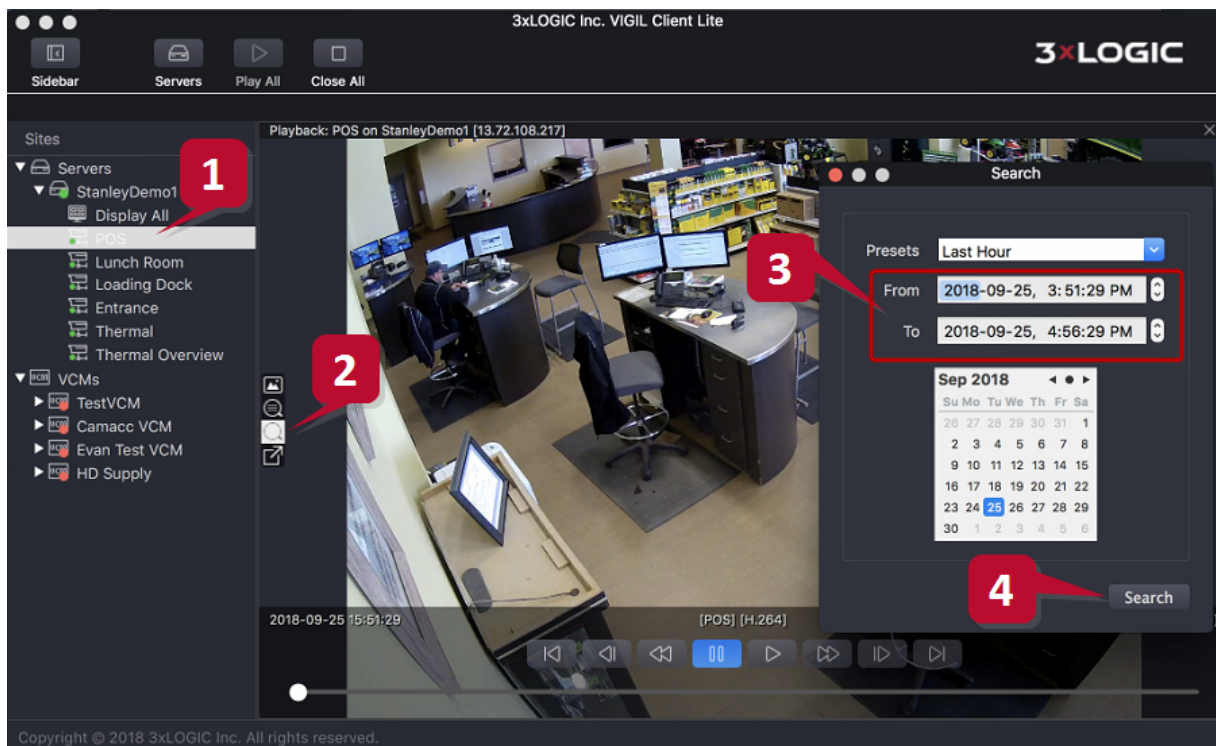 3xLOGIC Inc. VIGIL Client Lite
Sidebar
Servers
Play All
Close All
3xLOGIC
Sites
Playback: POS on StanleyDemo1 [13.72.108.217]
Servers
StanleyDemo1
Display All
POS
Lunch Room
Loading Dock
Entrance
Thermal
Thermal Overview
VCMs
TestVCM
Camacc VCM
Evan Test VCM
HD Supply
1
2
3
4
Search
Presets Last Hour
From 2018-09-25, 3:51:29 PM
To 2018-09-25, 4:56:29 PM
Sep 2018
Su Mo Tu We Th Fr Sa
26 27 28 29 30 31 1
2 3 4 5 6 7 8
9 10 11 12 13 14 15
16 17 18 19 20 21 22
23 24 25 26 27 28 29
30 1 2 3 4 5 6
Search
2018-09-25 15:51:29
[POS] [H.264]
Copyright © 2018 3xLOGIC Inc. All rights reserved.